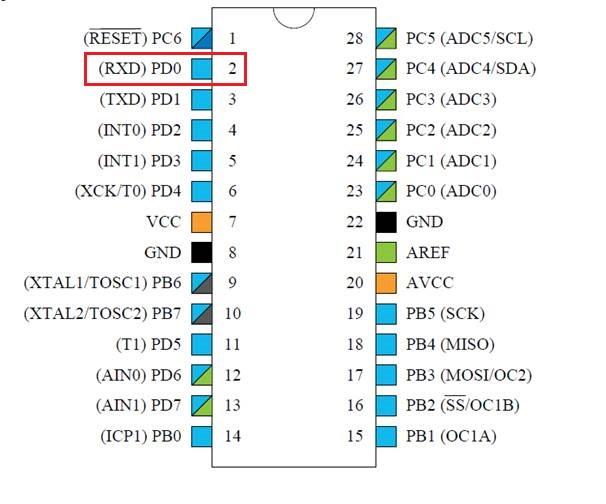 (RESET) PC6 1 28 PC5 (ADC5/SCL)
(RXD) PD0 2 27 PC4 (ADC4/SDA)
(TXD) PD1 3 26 PC3 (ADC3)
(INT0) PD2 4 25 PC2 (ADC2)
(INT1) PD3 5 24 PC1 (ADC1)
(XCK/T0) PD4 6 23 PC0 (ADC0)
VCC 7 22 GND
GND 8 21 AREF
(XTAL1/TOSC1) PB6 9 20 AVCC
(XTAL2/TOSC2) PB7 10 19 PB5 (SCK)
(T1) PD5 11 18 PB4 (MISO)
(AIN0) PD6 12 17 PB3 (MOSI/OC2)
(AIN1) PD7 13 16 PB2 (SS/OC1B)
(ICP1) PB0 14 15 PB1 (OC1A)